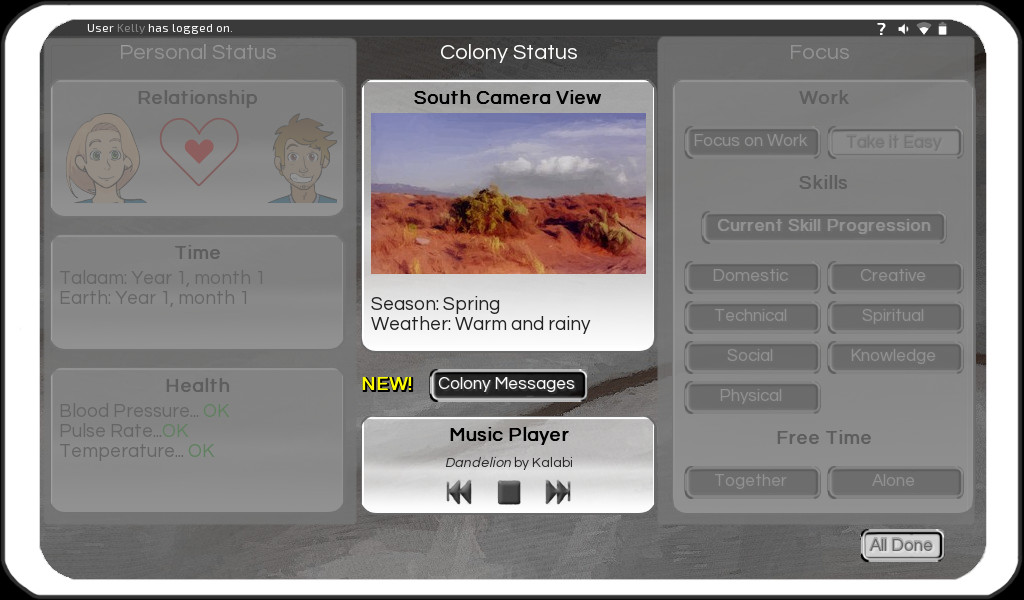 User Kelly has logged on.
?
Personal Status
Colony Status
Focus
Relationship
Time
Talaam: Year 1, month 1
Earth: Year 1, month 1
Health
Blood Pressure... OK
Pulse Rate...OK
Temperature... OK
South Camera View
Season: Spring
Weather: Warm and rainy
NEW!
Colony Messages
Music Player
Dandelion by Kalabi
Work
Focus on Work
Take it Easy
Skills
Current Skill Progression
Domestic
Creative
Technical
Spiritual
Social
Knowledge
Physical
Free Time
Together
Alone
All Done